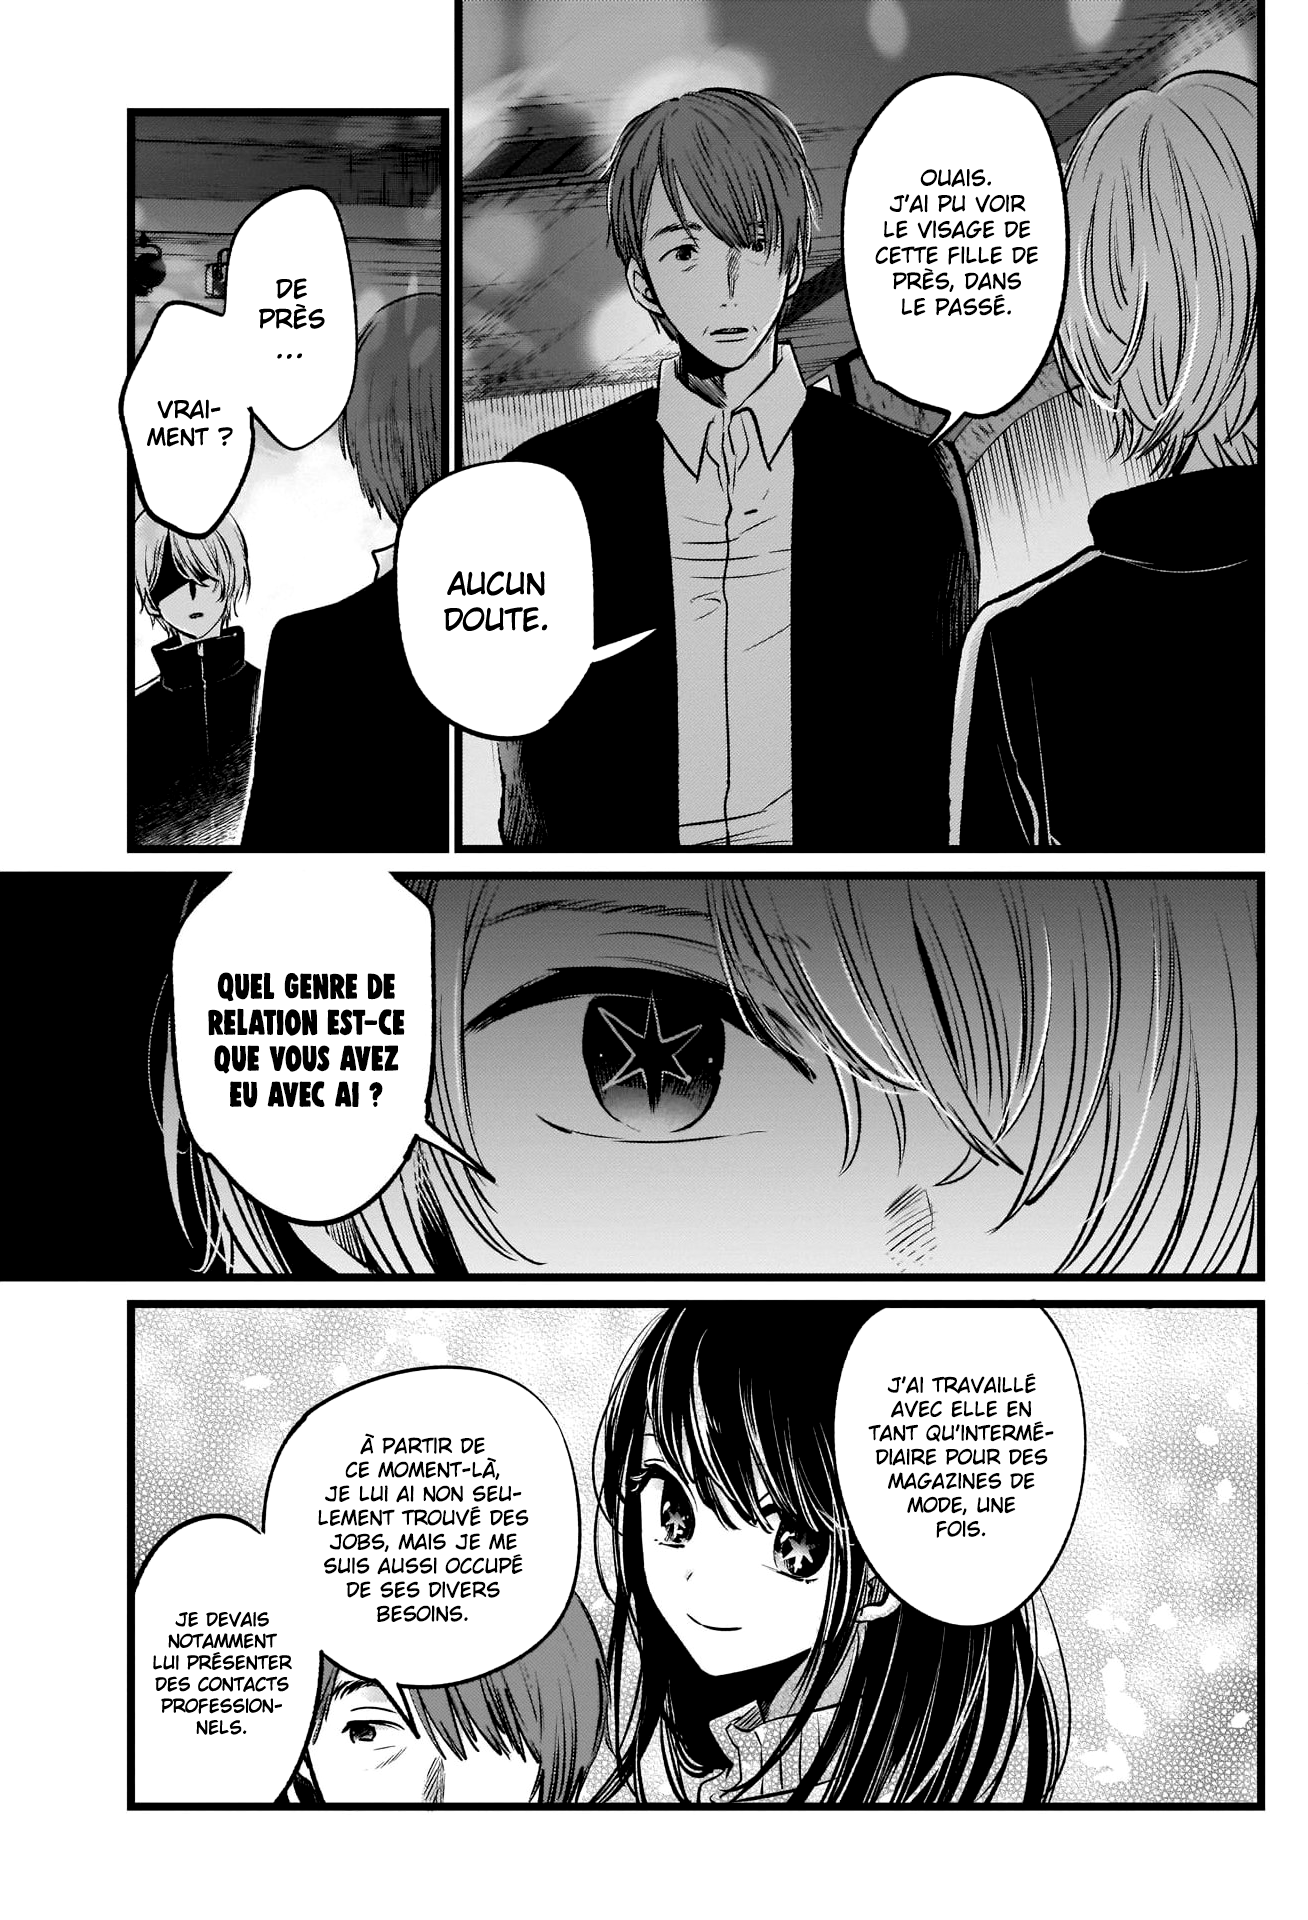 OUAIS.
J'AI PU VOIR
LE VISAGE DE
CETTE FILLE DE
PRÈS, DANS
LE PASSÉ.
AUCUN
DOUTE.
DE
PRÈS
...
VRAI-
MENT ?
QUEL GENRE DE
RELATION EST-CE
QUE VOUS AVEZ
EU AVEC AI ?
J'AI TRAVAILLÉ
AVEC ELLE EN
TANT QU'INTERMÉ-
DIAIRE POUR DES
MAGAZINES DE
MODE, UNE
FOIS.
À PARTIR DE
CE MOMENT-LÀ,
JE LUI AI NON SEU-
LEMENT TROUVÉ DES
JOBS, MAIS JE ME
SUIS AUSSI OCCUPÉ
DE SES DIVERS
BESOINS.
JE DEVAIS
NOTAMMENT
LUI PRÉSENTER
DES CONTACTS
PROFESSION-
NELS.